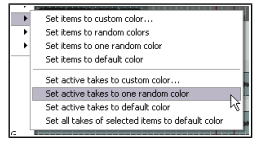 Set items to custom color...
Set items to random colors
Set items to one random color
Set items to default color
Set active takes to custom color...
Set active takes to one random color
Set active takes to default color
Set all takes of selected items to default color